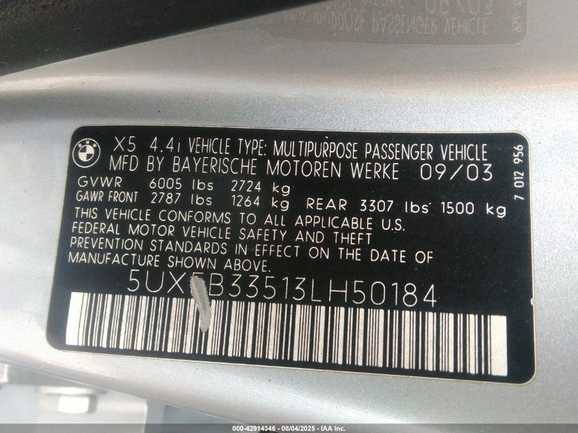 X5 4.4i VEHICLE TYPE: MULTIPURPOSE PASSENGER VEHICLE
MFD BY BAYERISCHE MOTOREN WERKE 09/03
GVWR 6005 lbs 2724 kg
GAWR FRONT 2787 lbs 1264 kg REAR 3307 lbs 1500 kg
THIS VEHICLE CONFORMS TO ALL APPLICABLE U.S.
FEDERAL MOTOR VEHICLE SAFETY AND THEFT
PREVENTION STANDARDS IN EFFECT ON THE DATE OF
MANUFACTURE SHOWN ABOVE.
7 012 956
000-42914346 - 08/04/2025 - IAA, Inc.